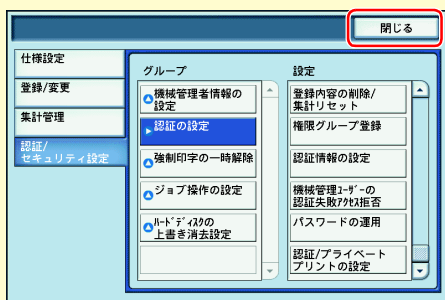 閉じる
仕様設定
登録/変更
集計管理
認証/
セキュリティ設定
グループ
機械管理者情報の
設定
認証の設定
強制印字の一時解除
ジョブ操作の設定
ﾊｰﾄﾞﾃﾞｨｽｸの
上書き消去設定
設定
登録内容の削除/
集計リセット
権限グループ登録
認証情報の設定
機械管理ﾕｰｻﾞｰの
認証失敗ｱｸｾｽ拒否
パスワードの運用
認証/プライベート
プリントの設定